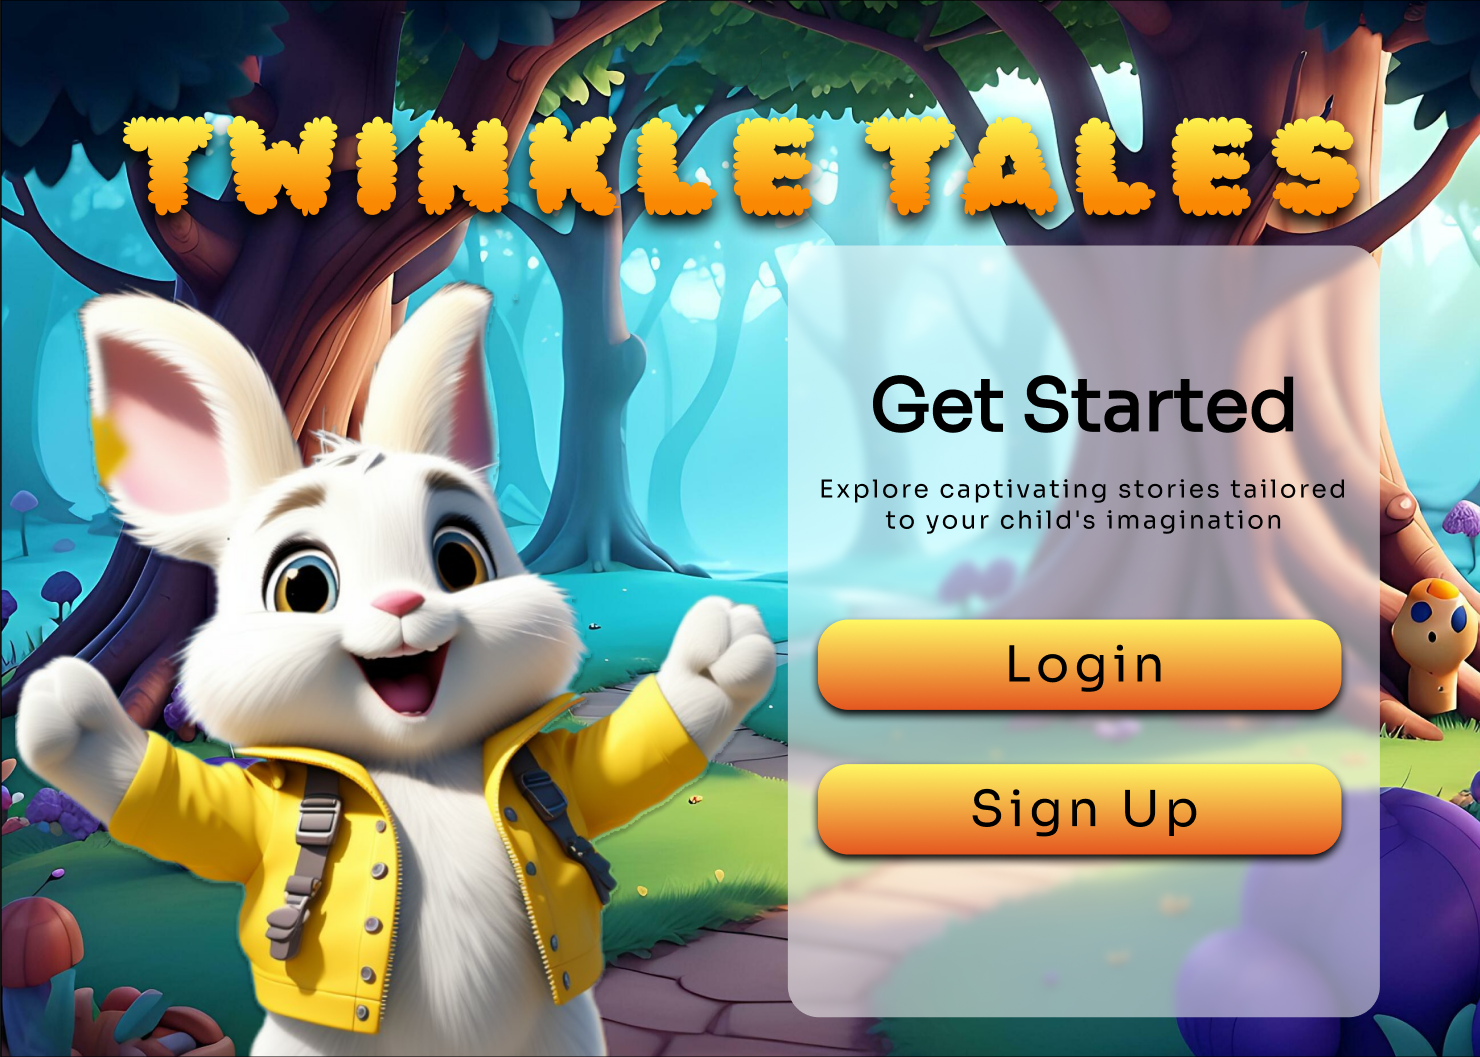 TWINKLE TALES
Get Started
Explore captivating stories tailored
to your child's imagination
Login
Sign Up